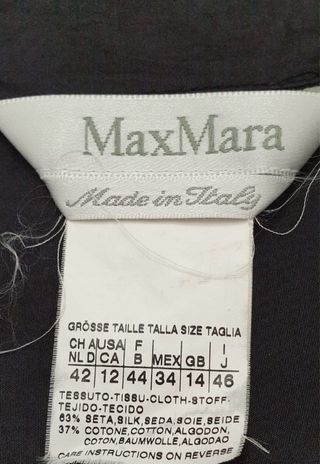 MaxMara
Made in Italy
GRÖSSE TAILLE TALLA SIZE TAGLIA
CH AUSA F I
NL D CA B MEX GB J
42 12 44 34 14 46
TESSUTO-TISSU-CLOTH-STOFF-
TEJIDO-TECIDO
63% SETA,SILK,SEDA,SOIE,SEIDE
37% COTONE,COTTON,ALGODON,
COTON,BAUMWOLLE,ALGODAO
CARE INSTRUCTIONS ON REVERSE